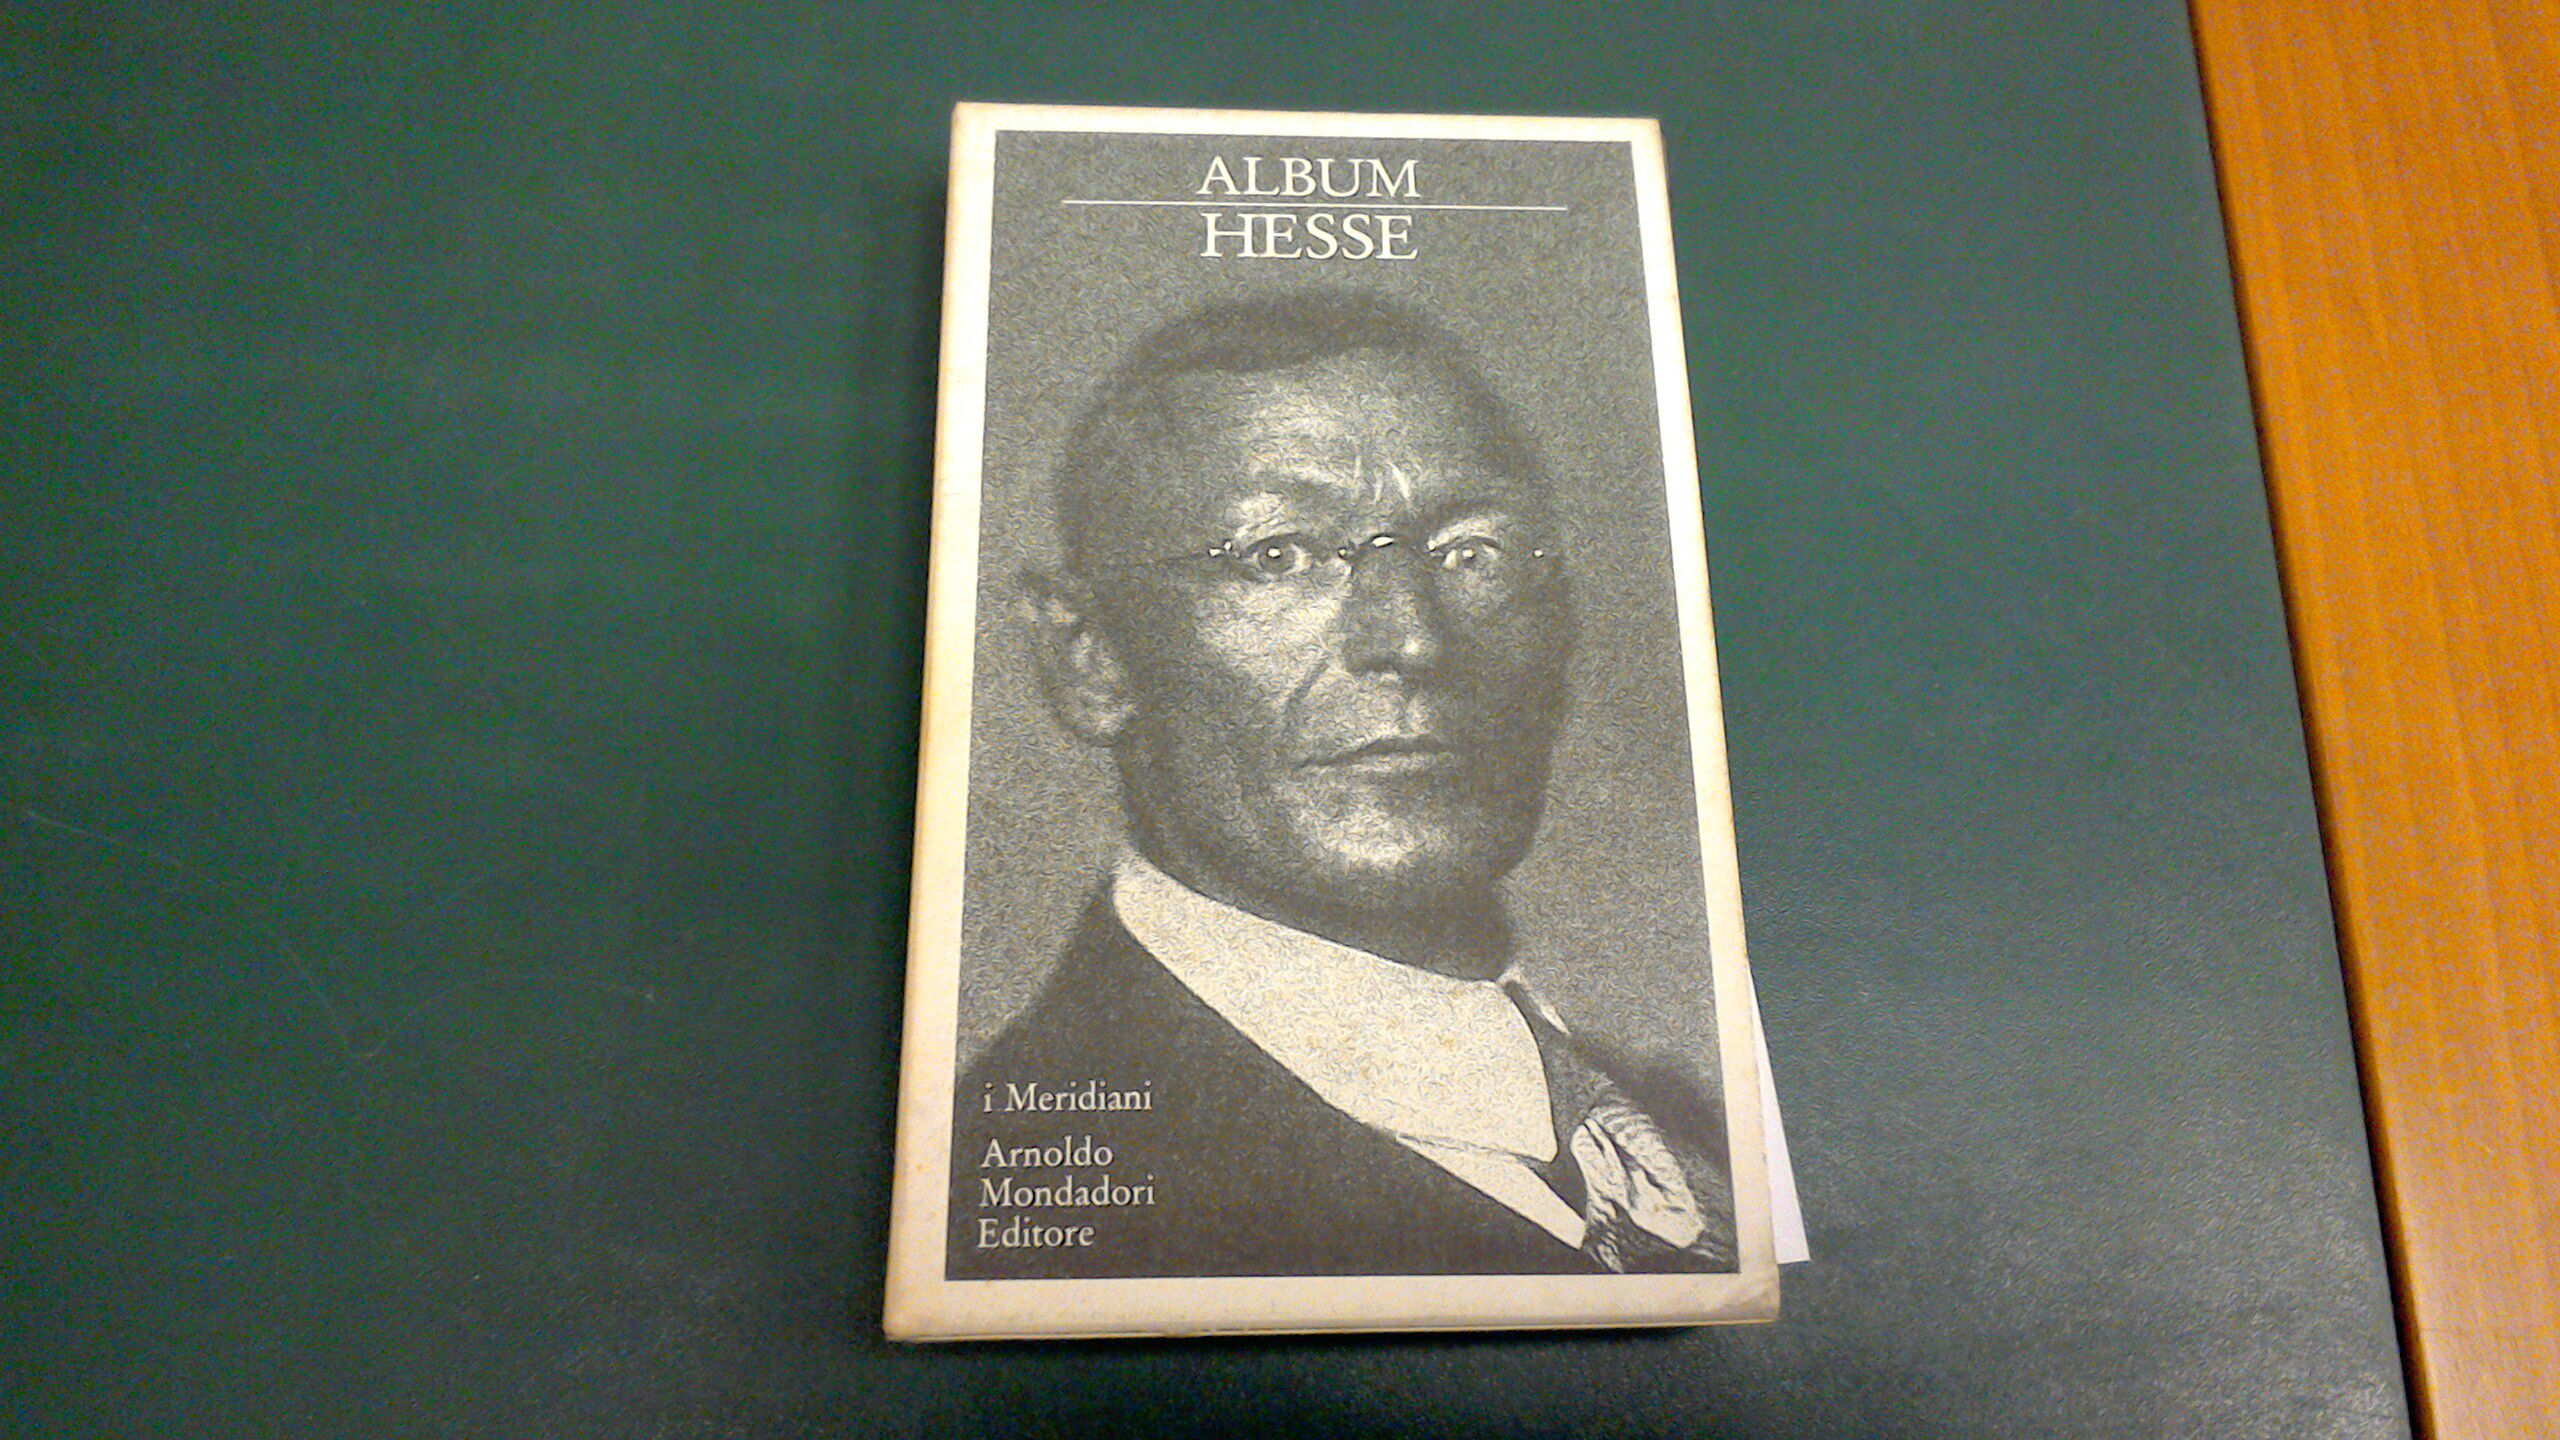 ALBUM
HESSE
i Meridiani
Arnoldo
Mondadori
Editore